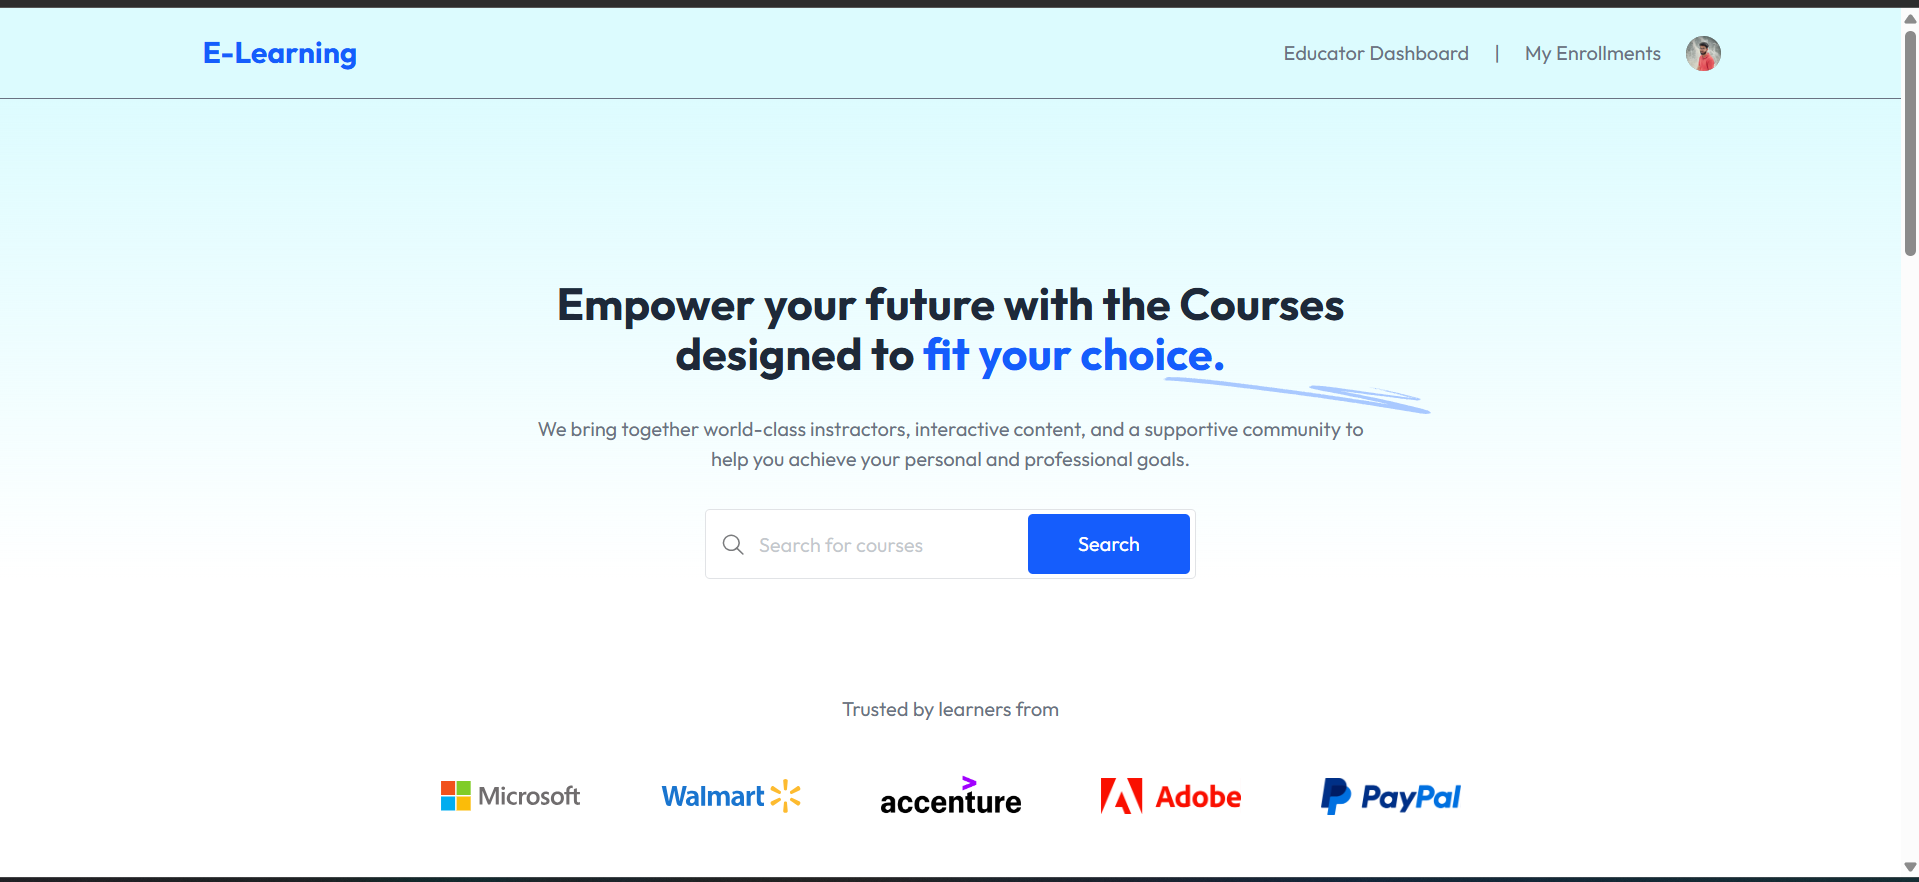 E-Learning
Educator Dashboard | My Enrollments
Empower your future with the Courses
designed to fit your choice.
We bring together world-class instractors, interactive content, and a supportive community to
help you achieve your personal and professional goals.
Search for courses
Search
Trusted by learners from
Microsoft
Walmart
accenture
Adobe
PayPal